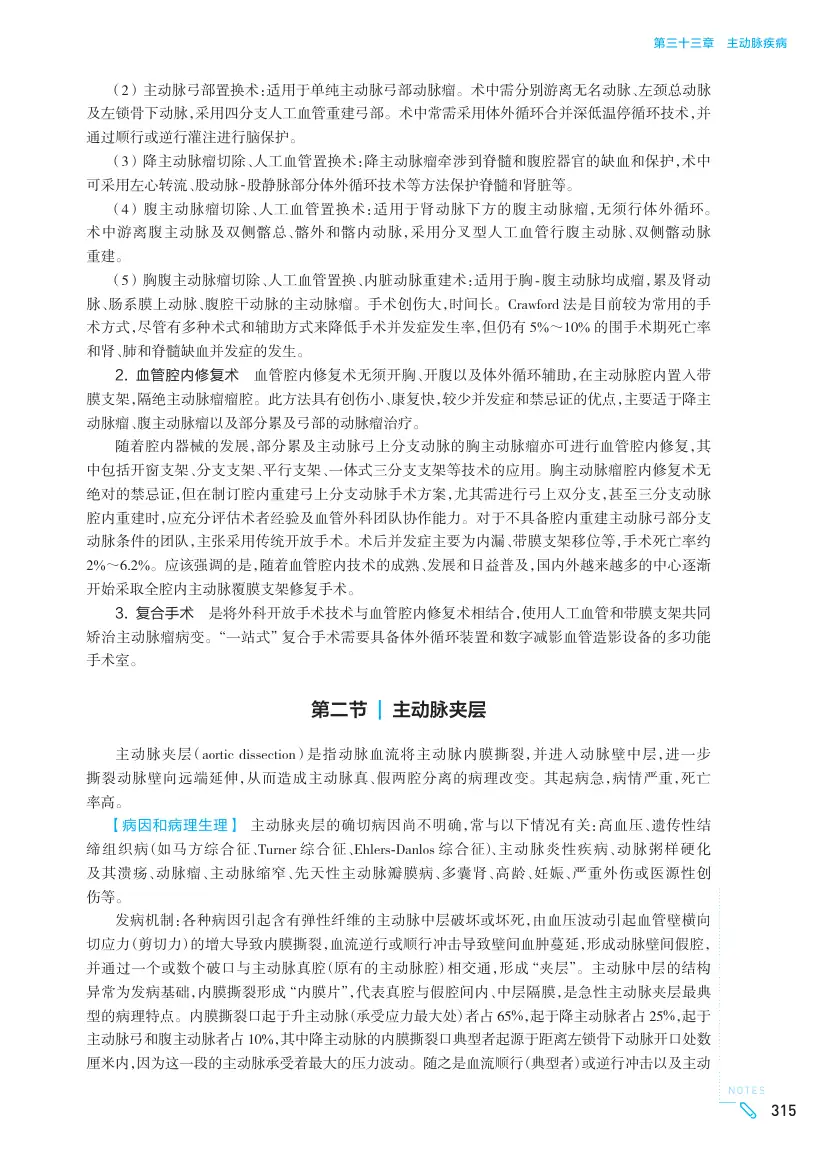 第三十三章 主动脉疾病
（2）主动脉弓部置换术：适用于单纯主动脉弓部动脉瘤。术中需分别游离无名动脉、左颈总动脉
及左锁骨下动脉，采用四分支人工血管重建弓部。术中常需采用体外循环合并深低温停循环技术，并
通过顺行或逆行灌注进行脑保护。
（3）降主动脉瘤切除、人工血管置换术：降主动脉瘤牵涉到脊髓和腹腔器官的缺血和保护，术中
可采用左心转流、股动脉-股静脉部分体外循环技术等方法保护脊髓和肾脏等。
（4）腹主动脉瘤切除、人工血管置换术：适用于肾动脉下方的腹主动脉瘤，无须行体外循环。
术中游离腹主动脉及双侧髂总、髂外和髂内动脉，采用分叉型人工血管行腹主动脉、双侧髂动脉
重建。
（5）胸腹主动脉瘤切除、人工血管置换、内脏动脉重建术：适用于胸-腹主动脉均成瘤，累及肾动
脉、肠系膜上动脉、腹腔干动脉的主动脉瘤。手术创伤大，时间长。Crawford 法是目前较为常用的手
术方式，尽管有多种术式和辅助方式来降低手术并发症发生率，但仍有 5%～10% 的围手术期死亡率
和肾、肺和脊髓缺血并发症的发生。
2. 血管腔内修复术 血管腔内修复术无须开胸、开腹以及体外循环辅助，在主动脉腔内置入带
膜支架，隔绝主动脉瘤瘤腔。此方法具有创伤小、康复快，较少并发症和禁忌证的优点，主要适于降主
动脉瘤、腹主动脉瘤以及部分累及弓部的动脉瘤治疗。
随着腔内器械的发展，部分累及主动脉弓上分支动脉的胸主动脉瘤亦可进行血管腔内修复，其
中包括开窗支架、分支支架、平行支架、一体式三分支支架等技术的应用。胸主动脉瘤腔内修复术无
绝对的禁忌证，但在制订腔内重建弓上分支动脉手术方案，尤其需进行弓上双分支，甚至三分支动脉
腔内重建时，应充分评估术者经验及血管外科团队协作能力。对于不具备腔内重建主动脉弓部分支
动脉条件的团队，主张采用传统开放手术。术后并发症主要为内漏、带膜支架移位等，手术死亡率约
2%～6.2%。应该强调的是，随着血管腔内技术的成熟、发展和日益普及，国内外越来越多的中心逐渐
开始采取全腔内主动脉覆膜支架修复手术。
3. 复合手术 是将外科开放手术技术与血管腔内修复术相结合，使用人工血管和带膜支架共同
矫治主动脉瘤病变。“一站式”复合手术需要具备体外循环装置和数字减影血管造影设备的多功能
手术室。
第二节 | 主动脉夹层
主动脉夹层（aortic dissection）是指动脉血流将主动脉内膜撕裂，并进入动脉壁中层，进一步
撕裂动脉壁向远端延伸，从而造成主动脉真、假两腔分离的病理改变。其起病急，病情严重，死亡
率高。
【病因和病理生理】 主动脉夹层的确切病因尚不明确，常与以下情况有关：高血压、遗传性结
缔组织病（如马方综合征、Turner 综合征、Ehlers-Danlos 综合征）、主动脉炎性疾病、动脉粥样硬化
及其溃疡、动脉瘤、主动脉缩窄、先天性主动脉瓣膜病、多囊肾、高龄、妊娠、严重外伤或医源性创
伤等。
发病机制：各种病因引起含有弹性纤维的主动脉中层破坏或坏死，由血压波动引起血管壁横向
切应力（剪切力）的增大导致内膜撕裂，血流逆行或顺行冲击导致壁间血肿蔓延，形成动脉壁间假腔，
并通过一个或数个破口与主动脉真腔（原有的主动脉腔）相交通，形成“夹层”。主动脉中层的结构
异常为发病基础，内膜撕裂形成“内膜片”，代表真腔与假腔间内、中层隔膜，是急性主动脉夹层最典
型的病理特点。内膜撕裂口起于升主动脉（承受应力最大处）者占 65%，起于降主动脉者占 25%，起于
主动脉弓和腹主动脉者占 10%，其中降主动脉的内膜撕裂口典型者起源于距离左锁骨下动脉开口处数
厘米内，因为这一段的主动脉承受着最大的压力波动。随之是血流顺行（典型者）或逆行冲击以及主动
NOTES
315